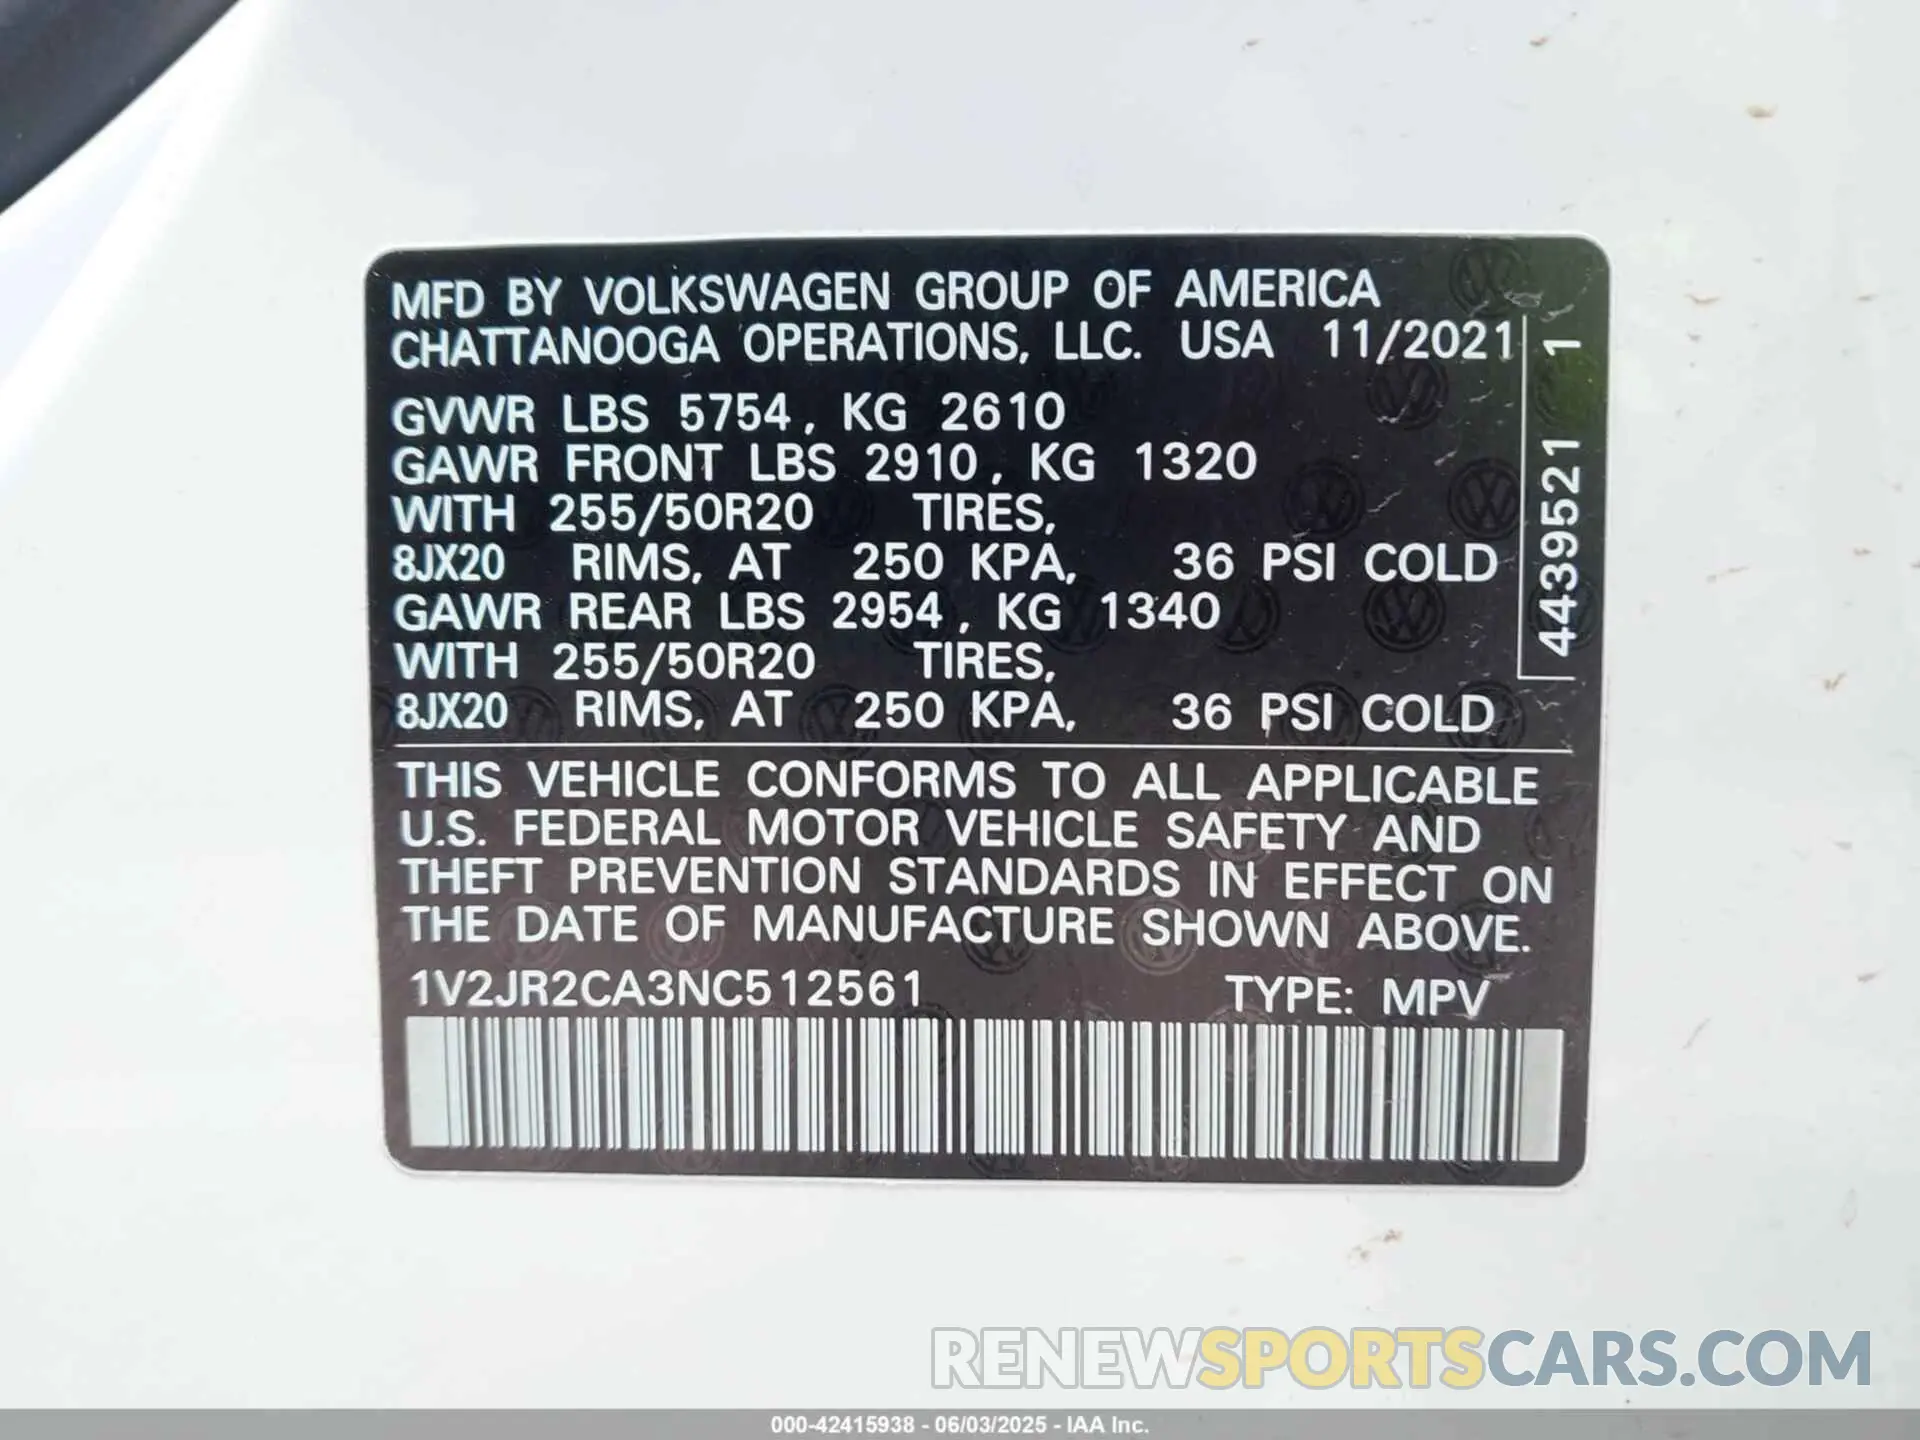 MFD BY VOLKSWAGEN GROUP OF AMERICA
CHATTANOOGA OPERATIONS, LLC. USA 11/2021
GVWR LBS 5754, KG 2610
GAWR FRONT LBS 2910, KG 1320
WITH 255/50R20 TIRES,
8JX20 RIMS, AT 250 KPA, 36 PSI COLD
GAWR REAR LBS 2954, KG 1340
WITH 255/50R20 TIRES,
8JX20 RIMS, AT 250 KPA, 36 PSI COLD
4439521 1
THIS VEHICLE CONFORMS TO ALL APPLICABLE
U.S. FEDERAL MOTOR VEHICLE SAFETY AND
THEFT PREVENTION STANDARDS IN EFFECT ON
THE DATE OF MANUFACTURE SHOWN ABOVE.
1V2JR2CA3NC512561 TYPE: MPV
RENEWSPORTSCARS.COM
000-42415938 - 06/03/2025 - IAA Inc.